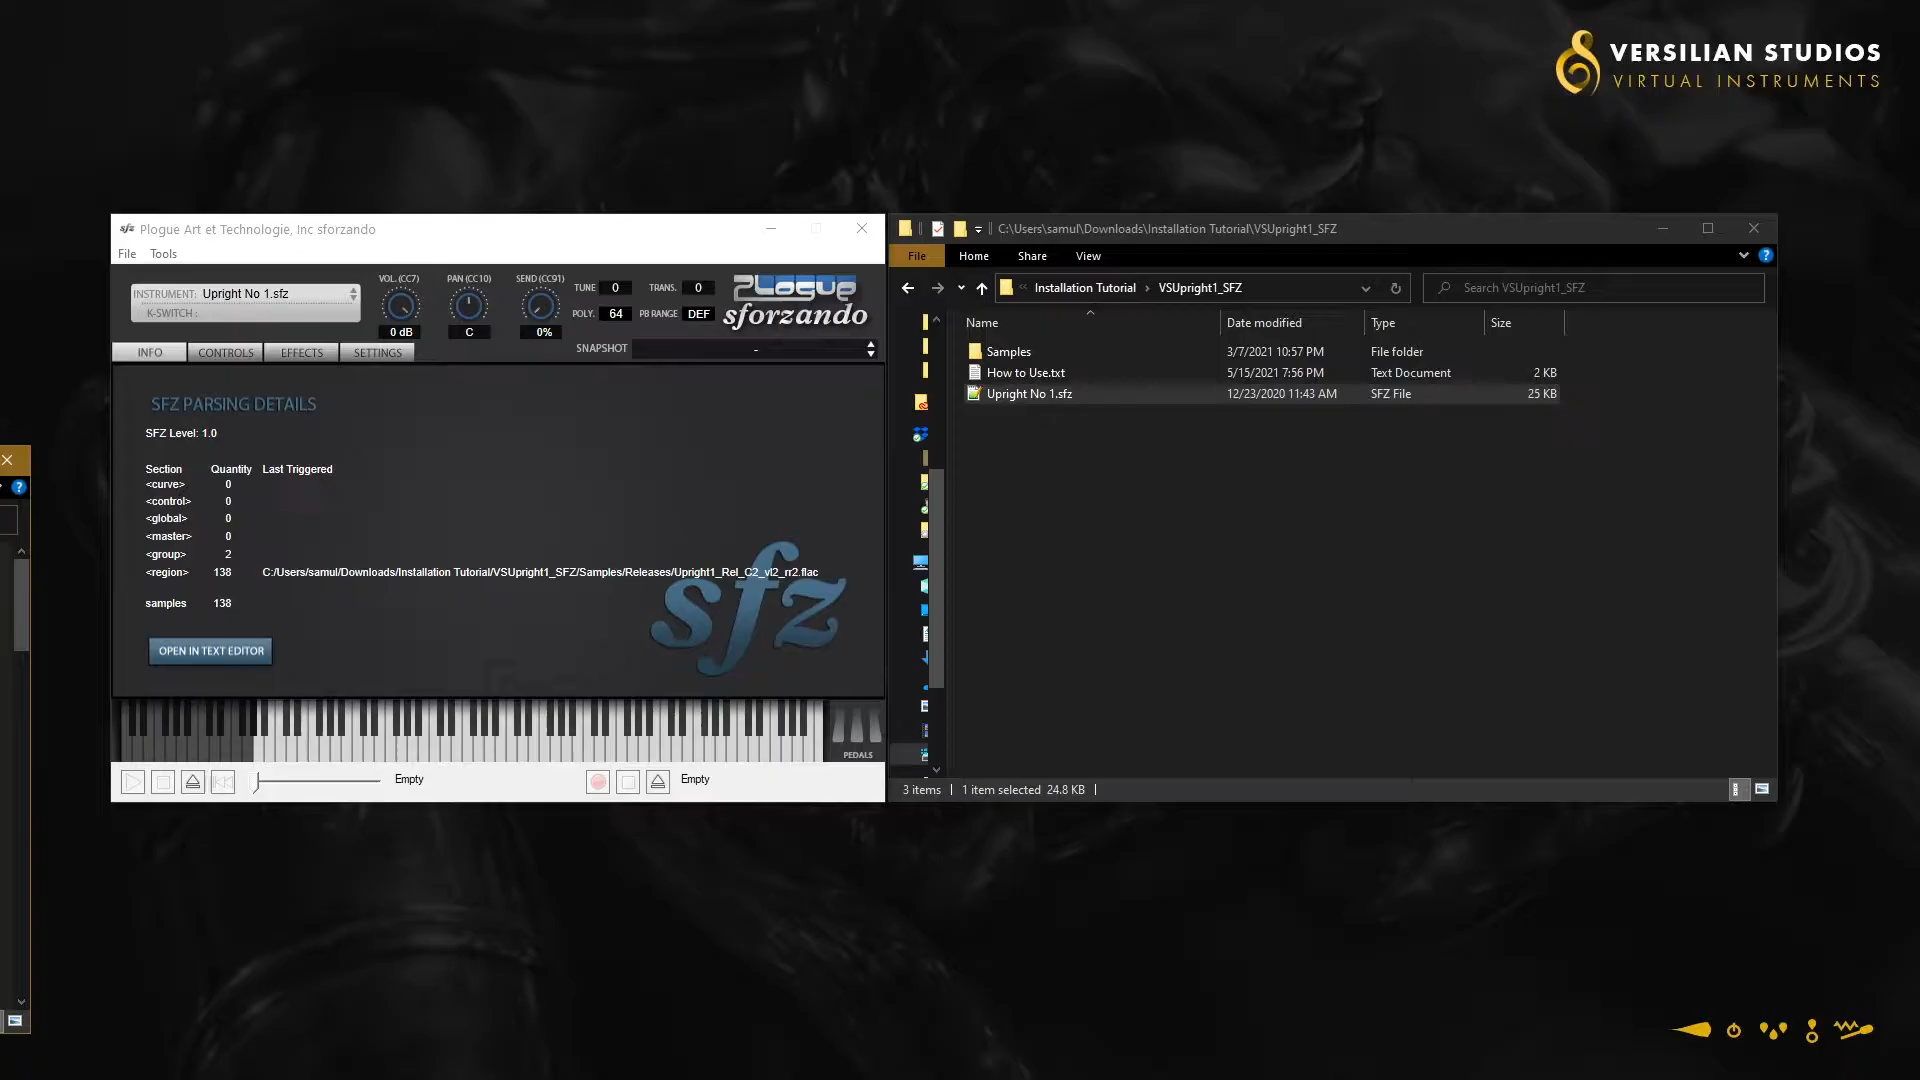 VERSILIAN STUDIOS
VIRTUAL INSTRUMENTS
sfz Plogue Art et Technologie, Inc sforzando
File Tools
INSTRUMENT: Upright No 1.sfz
K-SWITCH :
VOL. (CC7) PAN (CC10) SEND (CC91)
0 dB C 0%
TUNE 0 TRANS. 0
POLY. 64 PB RANGE DEF
PLOGUE
sforzando
SNAPSHOT -
INFO CONTROLS EFFECTS SETTINGS
SFZ PARSING DETAILS
SFZ Level: 1.0
Section Quantity Last Triggered
<curve> 0
<control> 0
<global> 0
<master> 0
<group> 2
<region> 138 C:/Users/samul/Downloads/Installation Tutorial/VSUpright1_SFZ/Samples/Releases/Upright1_Rel_C2_vl2_rr2.flac
samples 138
sfz
OPEN IN TEXT EDITOR
PEDALS
Empty Empty
C:\Users\samul\Downloads\Installation Tutorial\VSUpright1_SFZ
File Home Share View
Installation Tutorial VSUpright1_SFZ
Search VSUpright1_SFZ
Name Date modified Type Size
Samples 3/7/2021 10:57 PM File folder
How to Use.txt 5/15/2021 7:56 PM Text Document 2 KB
Upright No 1.sfz 12/23/2020 11:43 AM SFZ File 25 KB
3 items 1 item selected 24.8 KB